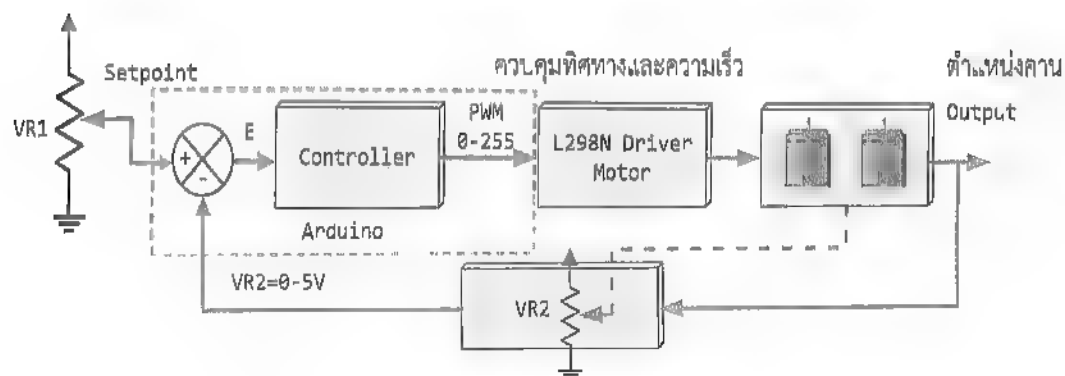 Setpoint
ควบคุมทิศทางและความเร็ว
ตำแหน่งคาน
VR1
E
Controller
PWM
0-255
L298N Driver
Motor
Output
+
-
Arduino
VR2=0-5V
VR2